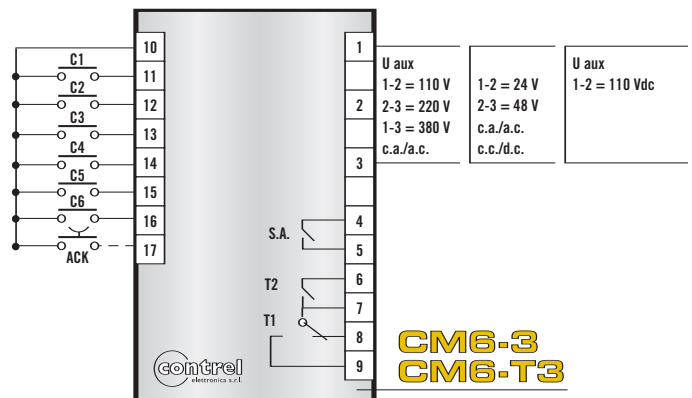 10
C1
11
C2
12
C3
13
C4
14
C5
15
C6
16
17
ACK
1
2
3
4
5
6
7
8
9
S.A.
T2
T1
contrel
elettronica s.r.l.
U aux
1-2 = 110 V
2-3 = 220 V
1-3 = 380 V
c.a./a.c.
1-2 = 24 V
2-3 = 48 V
c.a./a.c.
c.c./d.c.
U aux
1-2 = 110 Vdc
CM6-3
CM6-T3